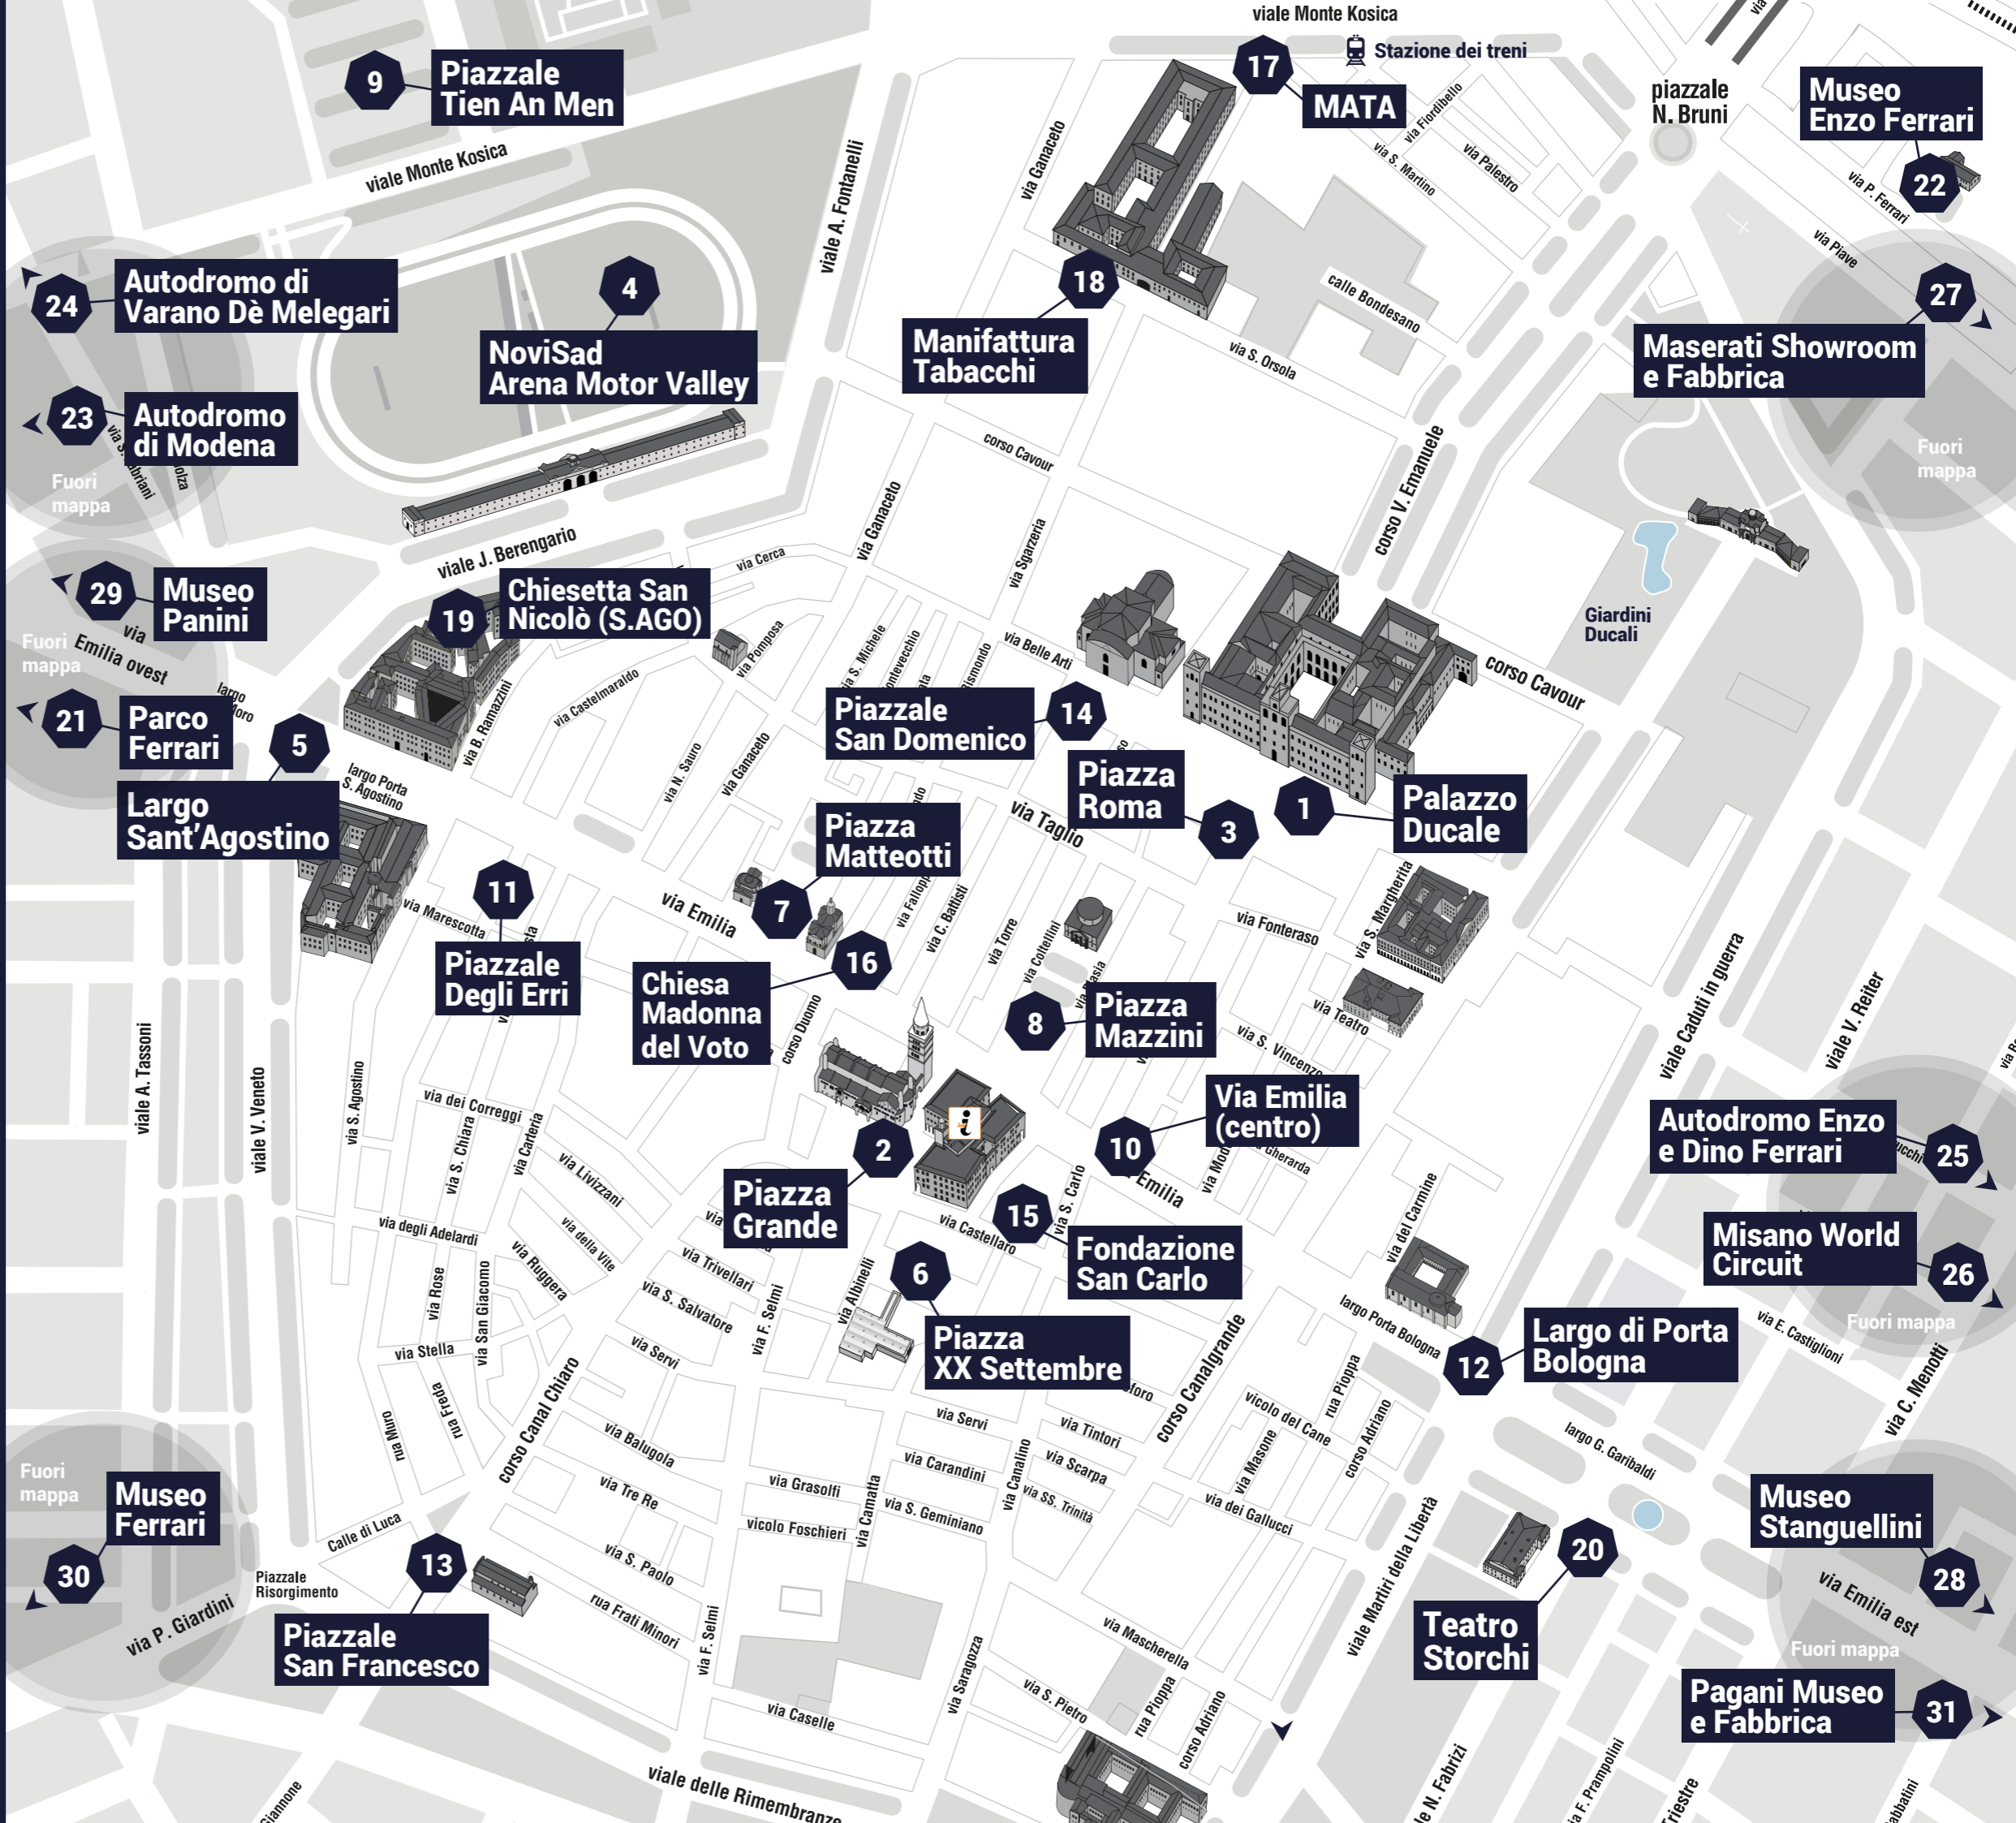 viale Monte Kosica
Stazione dei treni
17
MATA
9
Piazzale
Tien An Men
viale Monte Kosica
viale A. Fontanelli
via Ganaceto
via Fiordibello
via S. Martino
via Palestro
piazzale
N. Bruni
Museo
Enzo Ferrari
22
via P. Ferrari
via Piave
24
Autodromo di
Varano Dè Melegari
4
NoviSad
Arena Motor Valley
18
Manifattura
Tabacchi
calle Bondesano
via S. Orsola
27
Maserati Showroom
e Fabbrica
Fuori
mappa
23
Autodromo
di Modena
Fuori
mappa
corso Cavour
corso V. Emanuele
via Ganaceto
via Sgarzeria
viale J. Berengario
via Cerca
29
Museo
Panini
19
Chiesetta San
Nicolò (S.AGO)
Fuori
mappa
via
Emilia ovest
via Pomposa
via S. Michele
via Belle Arti
Giardini
Ducali
corso Cavour
21
Parco
Ferrari
largo
via B. Ramazzini
via Castelmaraldo
Piazzale
San Domenico
14
5
Largo
Sant'Agostino
largo Porta
S. Agostino
via N. Sauro
via Ganaceto
Piazza
Roma
3
1
Palazzo
Ducale
via Taglio
Piazza
Matteotti
7
11
Piazzale
Degli Erri
via Marescotta
via Emilia
via C. Battisti
via Torre
via Coltellini
via Fonteraso
via S. Margherita
16
Chiesa
Madonna
del Voto
corso Duomo
8
Piazza
Mazzini
via Teatro
via S. Vincenzo
viale Caduti in guerra
viale V. Reiter
viale A. Tassoni
viale V. Veneto
via S. Agostino
via dei Correggi
via S. Chiara
via Carteria
via Livizzani
i
2
Piazza
Grande
10
Via Emilia
(centro)
Emilia
Gherarda
Autodromo Enzo
e Dino Ferrari
25
15
Fondazione
San Carlo
via S. Carlo
via Castellaro
via del Carmine
Misano World
Circuit
26
Fuori mappa
via degli Adelardi
via della Vite
via Ruggera
via Trivellari
via S. Salvatore
via Servi
via F. Selmi
via Albinelli
6
Piazza
XX Settembre
via Rose
via San Giacomo
via Stella
rua Freda
rua Muro
corso Canal Chiaro
corso Canalgrande
largo Porta Bologna
12
Largo di Porta
Bologna
via E. Castiglioni
via C. Menotti
rua Pioppa
vicolo del Cane
corso Adriano
via Masone
via dei Gallucci
largo G. Garibaldi
via Servi
via Tintori
via Carandini
via Scarpa
via Canalino
via SS. Trinità
via S. Geminiano
via Balugola
via Tre Re
via Grasolfi
vicolo Foschieri
via Camatta
Fuori
mappa
Museo
Ferrari
30
Calle di Luca
Piazzale
Risorgimento
via P. Giardini
13
Piazzale
San Francesco
via S. Paolo
rua Frati Minori
via F. Selmi
via Caselle
via Saragozza
via Mascherella
via S. Pietro
rua Pioppa
corso Adriano
viale Martiri della Libertà
20
Teatro
Storchi
Museo
Stanguellini
28
via Emilia est
Fuori mappa
Pagani Museo
e Fabbrica
31
viale delle Rimembranze
Giannone
N. Fabrizi
F. Prampolini
Trieste